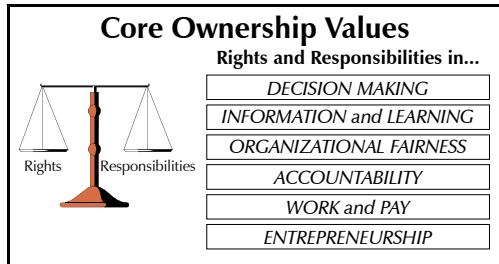 Core Ownership Values
Rights and Responsibilities in...
DECISION MAKING
INFORMATION and LEARNING
ORGANIZATIONAL FAIRNESS
ACCOUNTABILITY
WORK and PAY
ENTREPRENEURSHIP
Rights
Responsibilities